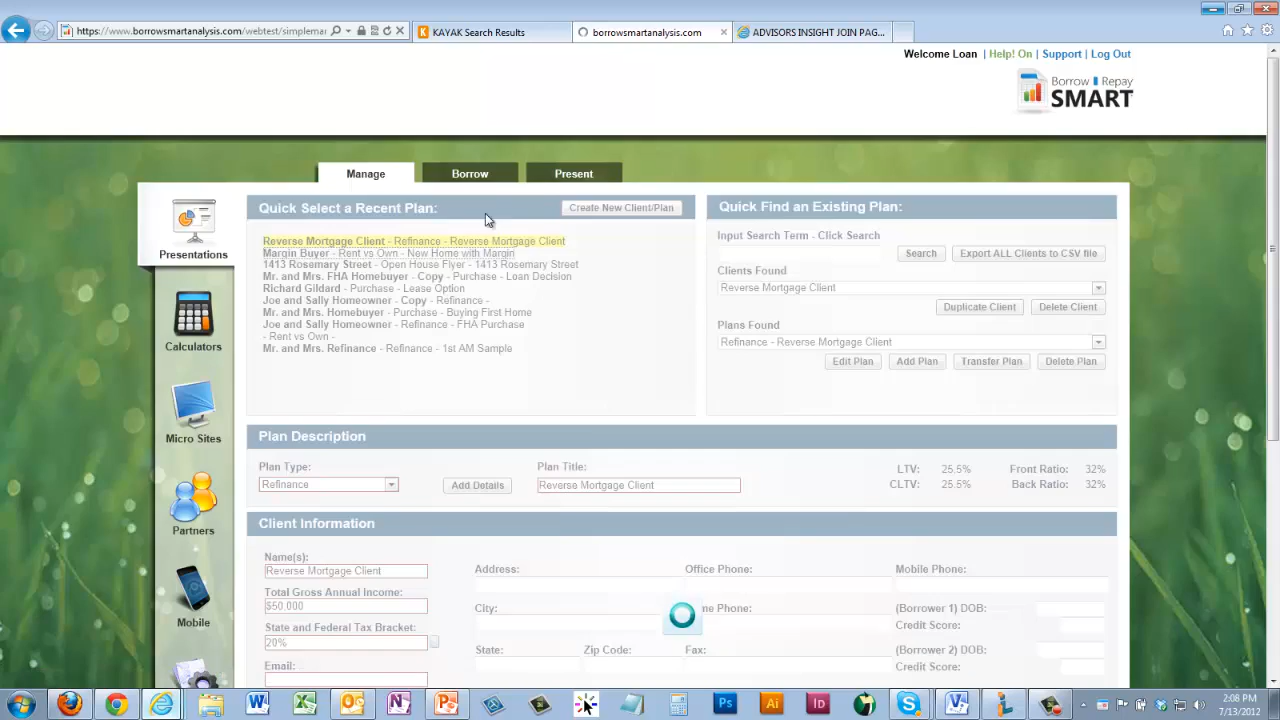 https://www.borrowsmartanalysis.com/webtest/simplemar
KAYAK Search Results
borrowsmartanalysis.com
ADVISORS INSIGHT JOIN PAG...
Welcome Loan | Help! On | Support | Log Out
Borrow Repay
SMART
Manage
Borrow
Present
Presentations
Calculators
Micro Sites
Partners
Mobile
Quick Select a Recent Plan:
Create New Client/Plan
Reverse Mortgage Client - Refinance - Reverse Mortgage Client
Margin Buyer - Rent vs Own - New Home with Margin
1413 Rosemary Street - Open House Flyer - 1413 Rosemary Street
Mr. and Mrs. FHA Homebuyer - Copy - Purchase - Loan Decision
Richard Gildard - Purchase - Lease Option
Joe and Sally Homeowner - Copy - Refinance -
Mr. and Mrs. Homebuyer - Purchase - Buying First Home
Joe and Sally Homeowner - Refinance - FHA Purchase
- Rent vs Own -
Mr. and Mrs. Refinance - Refinance - 1st AM Sample
Quick Find an Existing Plan:
Input Search Term - Click Search
Search
Export ALL Clients to CSV file
Clients Found
Reverse Mortgage Client
Duplicate Client
Delete Client
Plans Found
Refinance - Reverse Mortgage Client
Edit Plan
Add Plan
Transfer Plan
Delete Plan
Plan Description
Plan Type:
Refinance
Add Details
Plan Title:
Reverse Mortgage Client
LTV: 25.5% Front Ratio: 32%
CLTV: 25.5% Back Ratio: 32%
Client Information
Name(s):
Reverse Mortgage Client
Total Gross Annual Income:
$50,000
State and Federal Tax Bracket:
20%
Email:
Address:
City:
State:
Zip Code:
Office Phone:
me Phone:
Fax:
Mobile Phone:
(Borrower 1) DOB:
Credit Score:
(Borrower 2) DOB:
Credit Score:
2:08 PM
7/13/2012